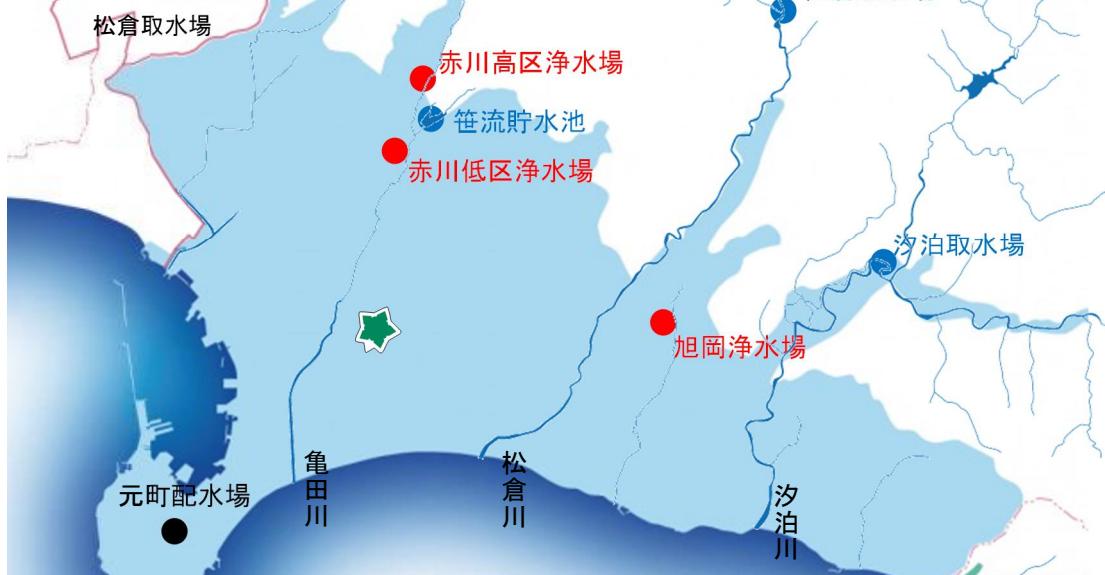 松倉取水場
赤川高区浄水場
笹流貯水池
赤川低区浄水場
汐泊取水場
旭岡浄水場
亀田川
松倉川
汐泊川
元町配水場